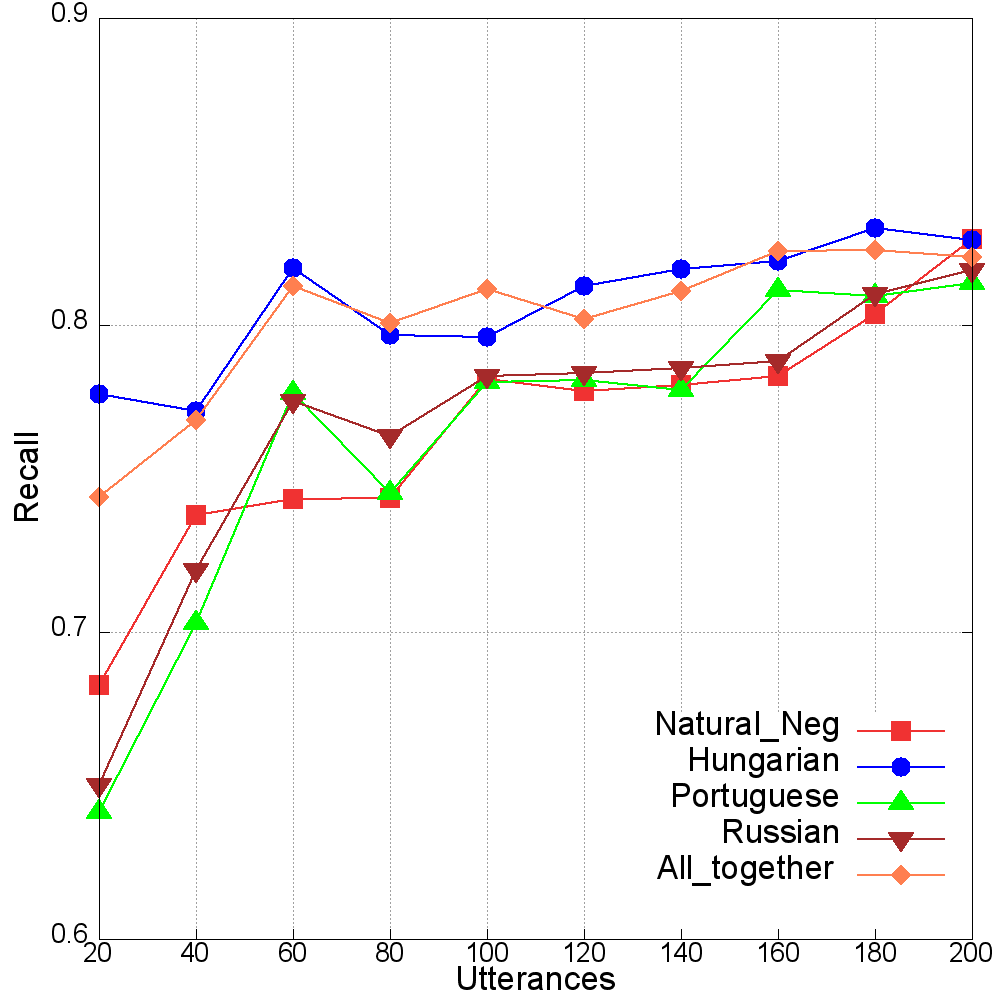 0.9
0.8
0.7
0.6
Recall
20 40 60 80 100 120 140 160 180 200
Utterances
Natural_Neg
Hungarian
Portuguese
Russian
All_together